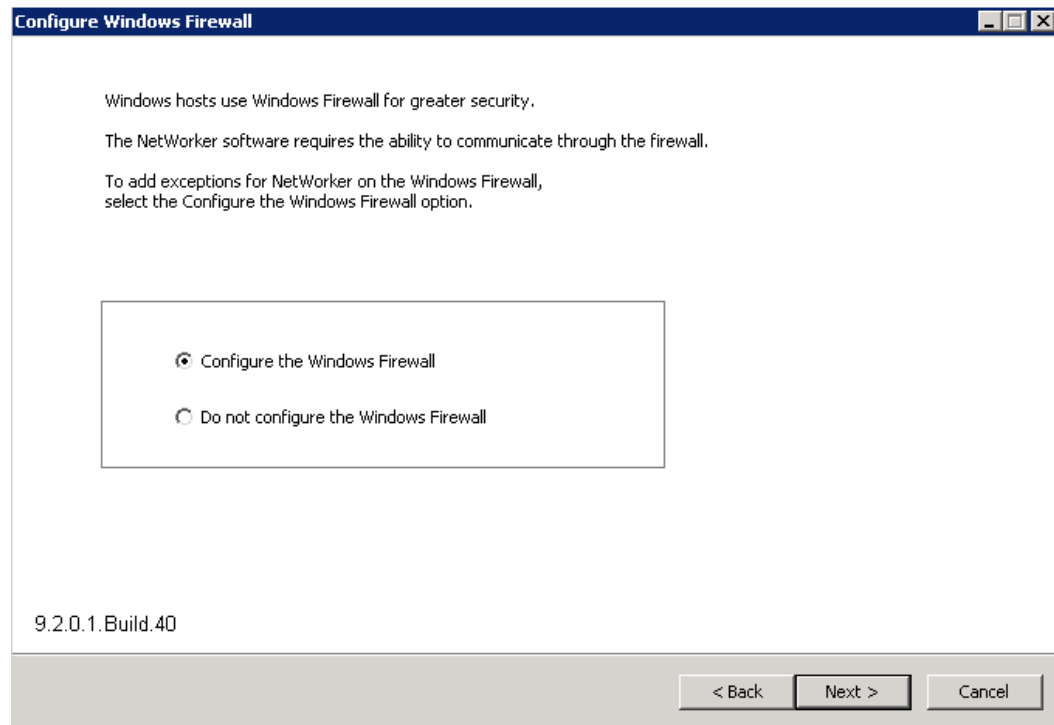 Configure Windows Firewall
Windows hosts use Windows Firewall for greater security.
The NetWorker software requires the ability to communicate through the firewall.
To add exceptions for NetWorker on the Windows Firewall,
select the Configure the Windows Firewall option.
Configure the Windows Firewall
Do not configure the Windows Firewall
9.2.0.1.Build.40
< Back
Next >
Cancel